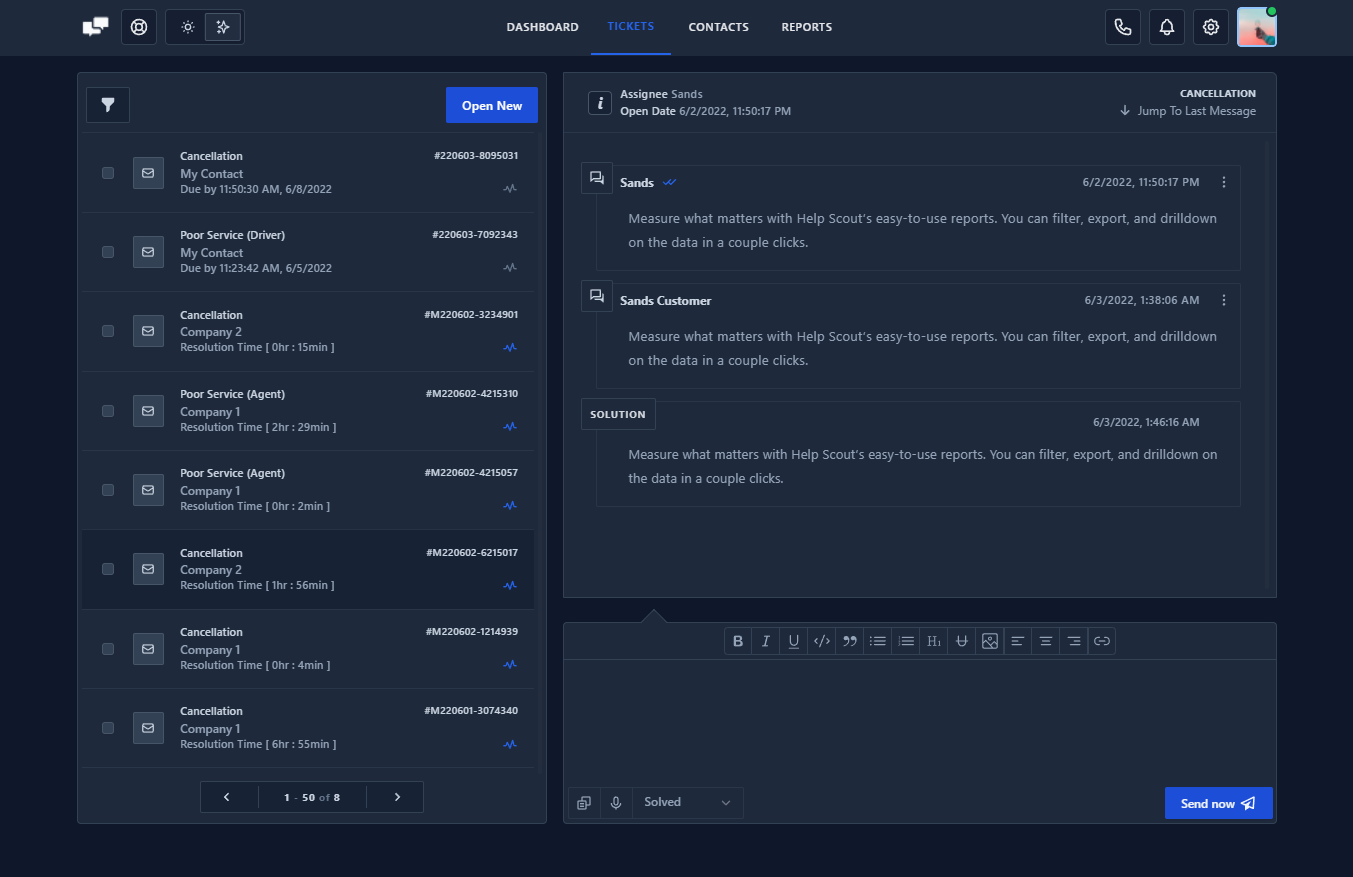 DASHBOARD
TICKETS
CONTACTS
REPORTS
Open New
Cancellation
#220603-8095031
My Contact
Due by 11:50:30 AM, 6/8/2022
Poor Service (Driver)
#220603-7092343
My Contact
Due by 11:23:42 AM, 6/5/2022
Cancellation
#M220602-3234901
Company 2
Resolution Time [ 0hr : 15min ]
Poor Service (Agent)
#M220602-4215310
Company 1
Resolution Time [ 2hr : 29min ]
Poor Service (Agent)
#M220602-4215057
Company 1
Resolution Time [ 0hr : 2min ]
Cancellation
#M220602-6215017
Company 2
Resolution Time [ 1hr : 56min ]
Cancellation
#M220602-1214939
Company 1
Resolution Time [ 0hr : 4min ]
Cancellation
#M220601-3074340
Company 1
Resolution Time [ 6hr : 55min ]
1 - 50 of 8
Assignee Sands
Open Date 6/2/2022, 11:50:17 PM
CANCELLATION
Jump To Last Message
Sands
6/2/2022, 11:50:17 PM
Measure what matters with Help Scout's easy-to-use reports. You can filter, export, and drilldown
on the data in a couple clicks.
Sands Customer
6/3/2022, 1:38:06 AM
Measure what matters with Help Scout's easy-to-use reports. You can filter, export, and drilldown
on the data in a couple clicks.
SOLUTION
6/3/2022, 1:46:16 AM
Measure what matters with Help Scout's easy-to-use reports. You can filter, export, and drilldown on
the data in a couple clicks.
B I U </> H1
Solved
Send now